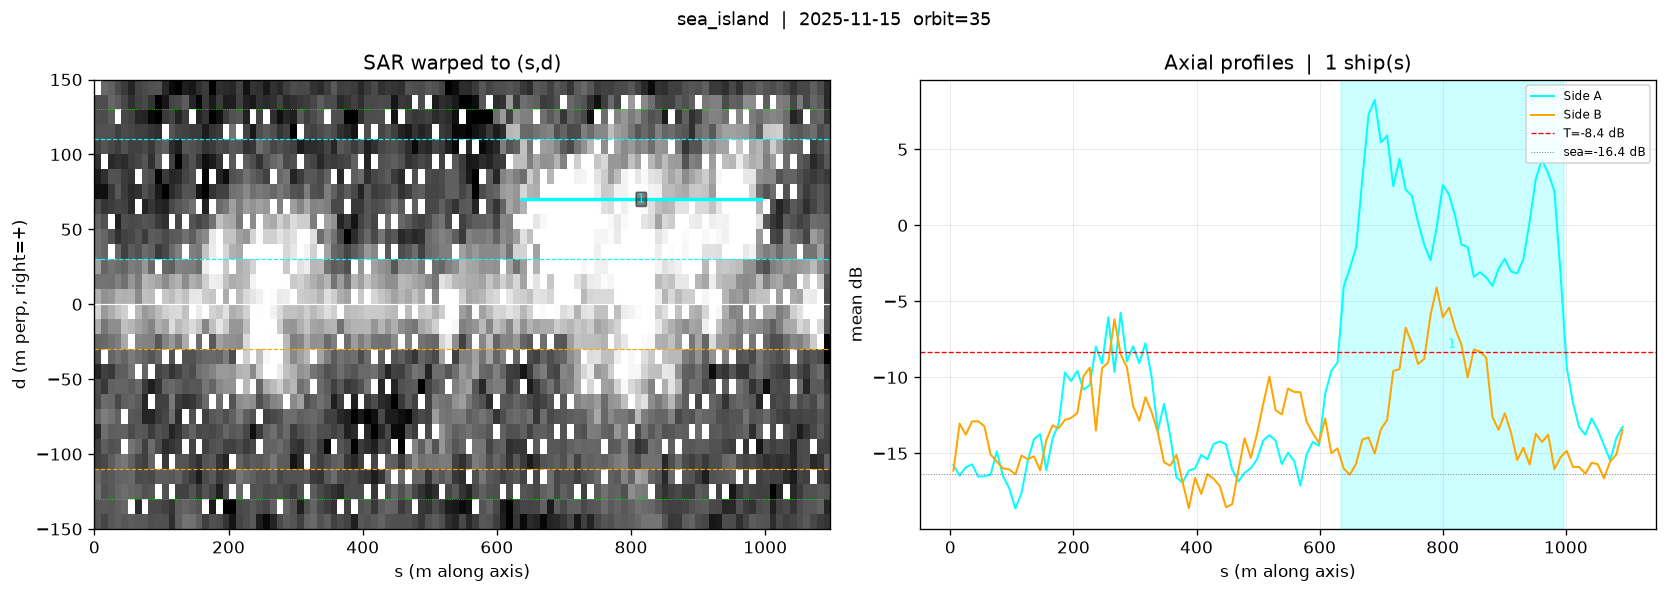 sea_island | 2025-11-15 orbit=35
SAR warped to (s,d)
150
100
50
0
−50
−100
−150
d (m perp, right=+)
0
200
400
600
800
1000
s (m along axis)
1
Axial profiles | 1 ship(s)
5
0
−5
−10
−15
mean dB
0
200
400
600
800
1000
s (m along axis)
Side A
Side B
T=-8.4 dB
sea=-16.4 dB
1